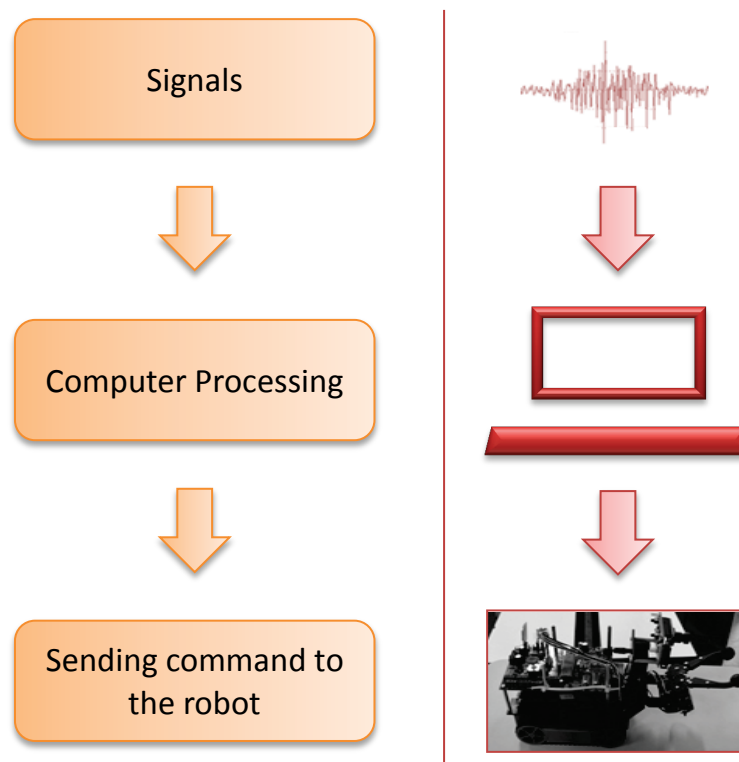 Signals
Computer Processing
Sending command to
the robot